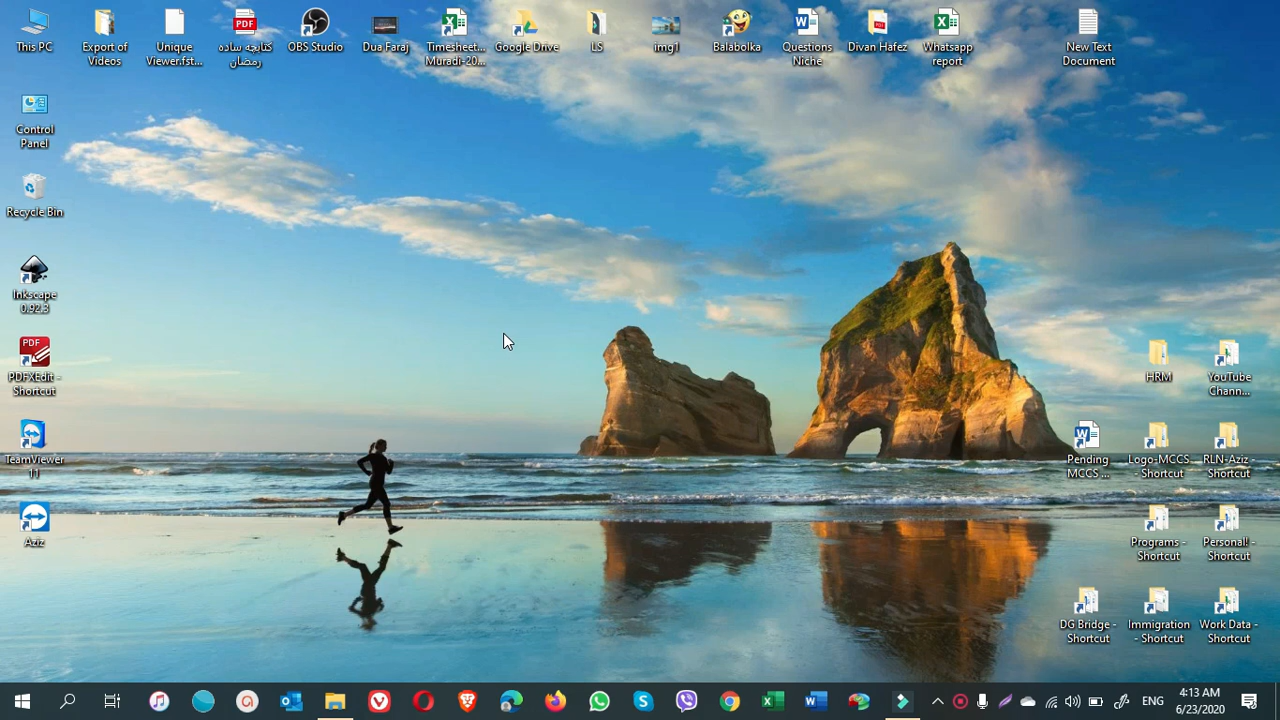 This PC
Export of
Videos
Unique
Viewer.fst...
PDF
کتابچه ساده
رمضان
OBS Studio
Dua Faraj
Timesheet...
Muradi-20...
Google Drive
LS
img1
Balabolka
Questions
Niche
Divan Hafez
Whatsapp
report
New Text
Document
Control
Panel
Recycle Bin
Inkscape
0.92.3
PDF
PDFXEdit -
Shortcut
TeamViewer
11
Aziz
HRM
YouTube
Chann...
Pending
MCCS ...
Logo-MCCS
- Shortcut
RLN-Aziz -
Shortcut
Programs -
Shortcut
Personal! -
Shortcut
DG Bridge -
Shortcut
Immigration
- Shortcut
Work Data -
Shortcut
ENG
4:13 AM
6/23/2020